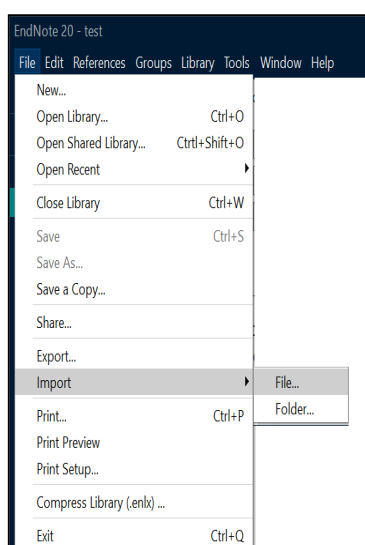 EndNote 20 - test
File Edit References Groups Library Tools Window Help
New...
Open Library... Ctrl+O
Open Shared Library... Ctrtl+Shift+O
Open Recent
Close Library Ctrl+W
Save Ctrl+S
Save As...
Save a Copy...
Share...
Export...
Import
File...
Folder...
Print... Ctrl+P
Print Preview
Print Setup...
Compress Library (.enlx) ...
Exit Ctrl+Q